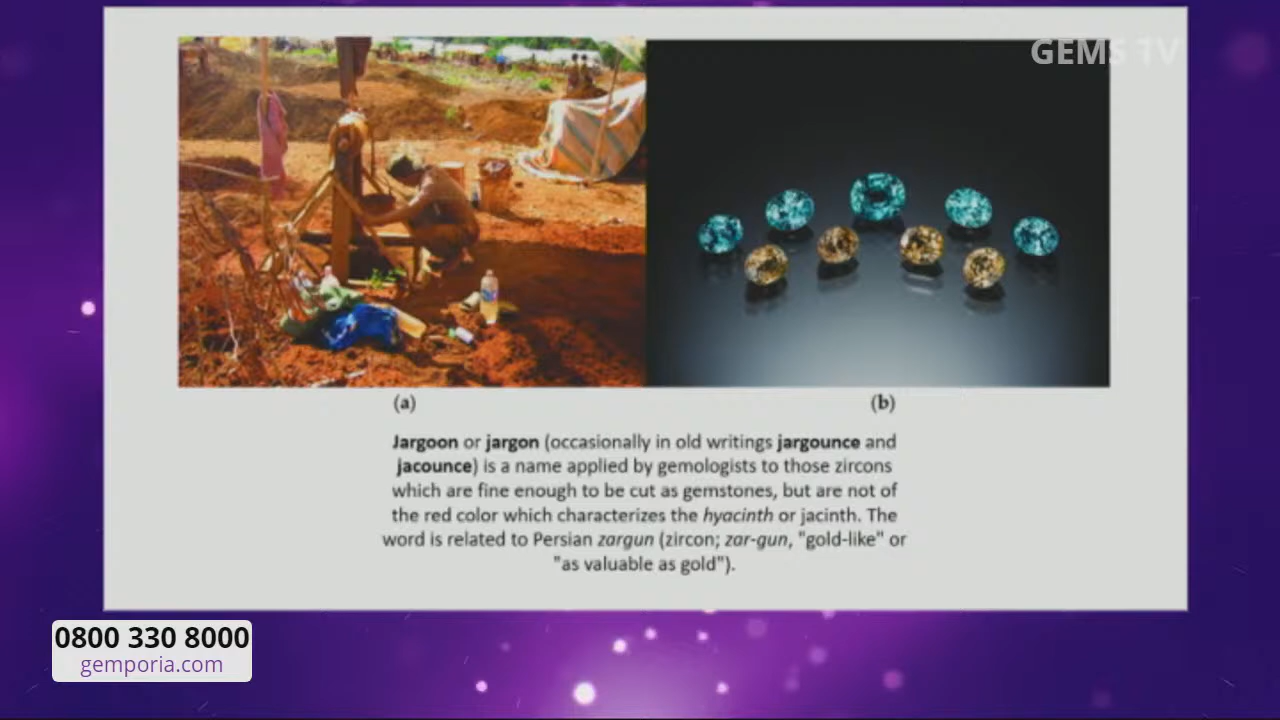 GEMS TV
(a)
(b)
Jargoon or jargon (occasionally in old writings jargounce and
jacounce) is a name applied by gemologists to those zircons
which are fine enough to be cut as gemstones, but are not of
the red color which characterizes the hyacinth or jacinth. The
word is related to Persian zargun (zircon; zar-gun, "gold-like" or
"as valuable as gold").
0800 330 8000
gemporia.com